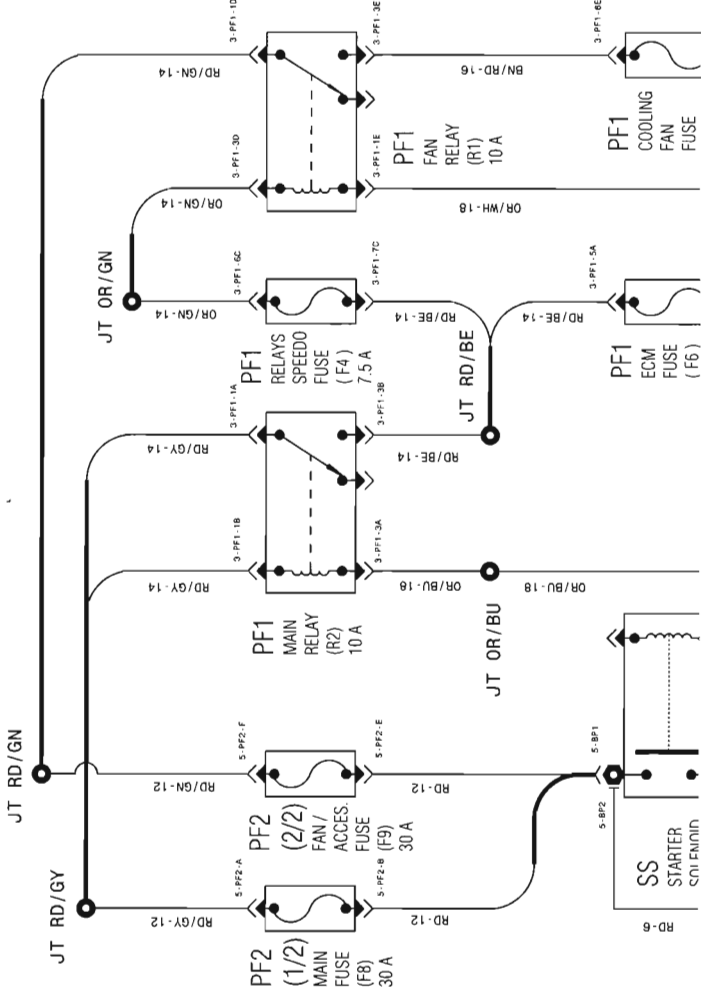 3-PF1-1D
3-PF1-3E
3-PF1-6E
RD/GN-14
BN/RD-16
PF1
FAN
RELAY
(R1)
10 A
PF1
COOLING
FAN
FUSE
3-PF1-3D
3-PF1-1E
OR/GN-14
OR/WH-18
JT OR/GN
3-PF1-6C
3-PF1-7C
3-PF1-5A
OR/GN-14
RD/BE-14
RD/BE-14
PF1
RELAYS
SPEEDO
FUSE
(F4)
7.5 A
JT RD/BE
PF1
ECM
FUSE
(F6)
3-PF1-1A
3-PF1-3B
RD/GY-14
RD/BE-14
3-PF1-1B
3-PF1-3A
RD/GY-14
OR/BU-18
OR/BU-18
PF1
MAIN
RELAY
(R2)
10 A
JT OR/BU
JT RD/GN
5-PF2-F
5-PF2-E
RD/GN-12
RD-12
5-BP1
PF2
(2/2)
FAN/
ACCES.
FUSE
(F9)
30 A
5-BP2
SS
STARTER
SOLENOID
JT RD/GY
5-PF2-A
5-PF2-B
RD/GY-12
RD-12
RD-6
PF2
(1/2)
MAIN
FUSE
(F8)
30 A